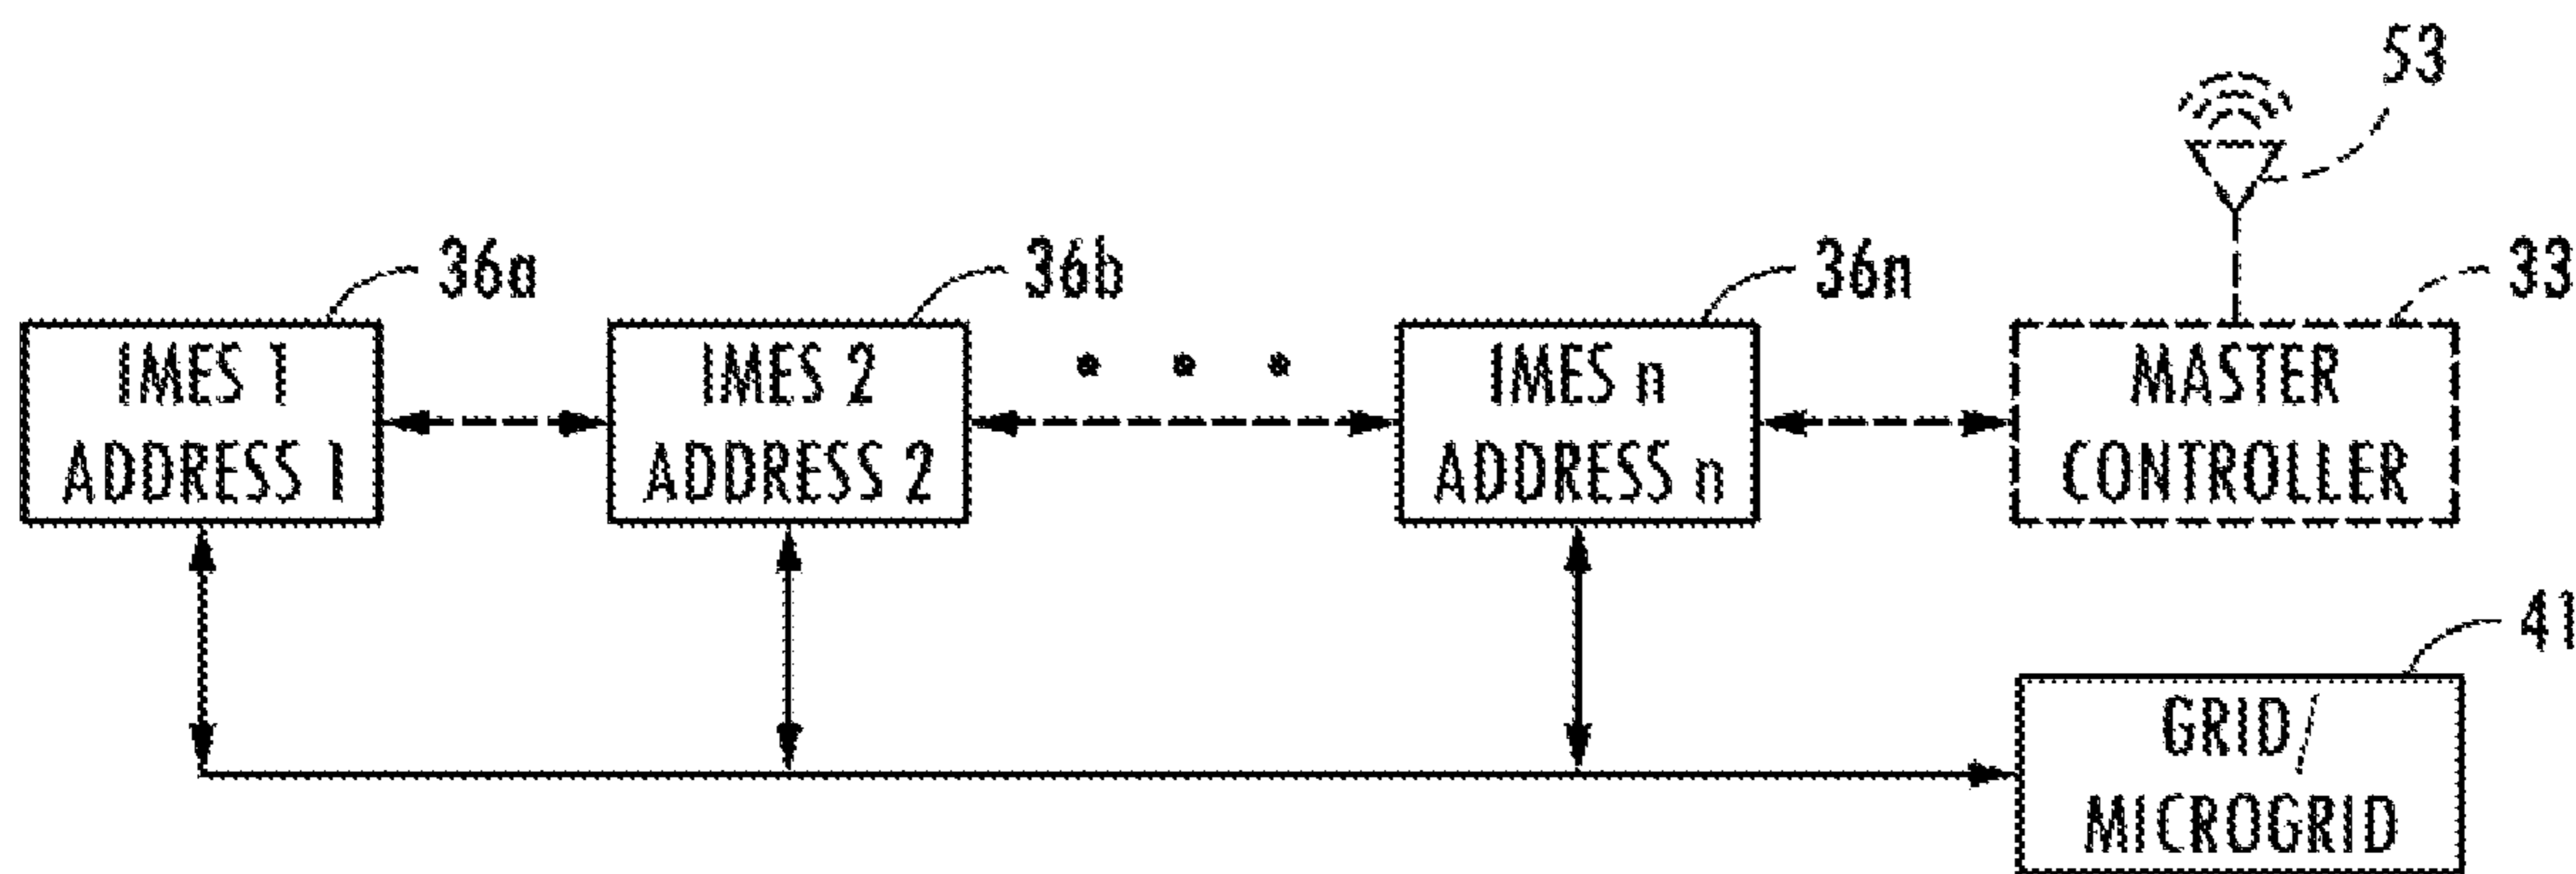 53
36a
36b
36n
33
IMES 1
ADDRESS 1
IMES 2
ADDRESS 2
IMES n
ADDRESS n
MASTER
CONTROLLER
41
GRID/
MICROGRID